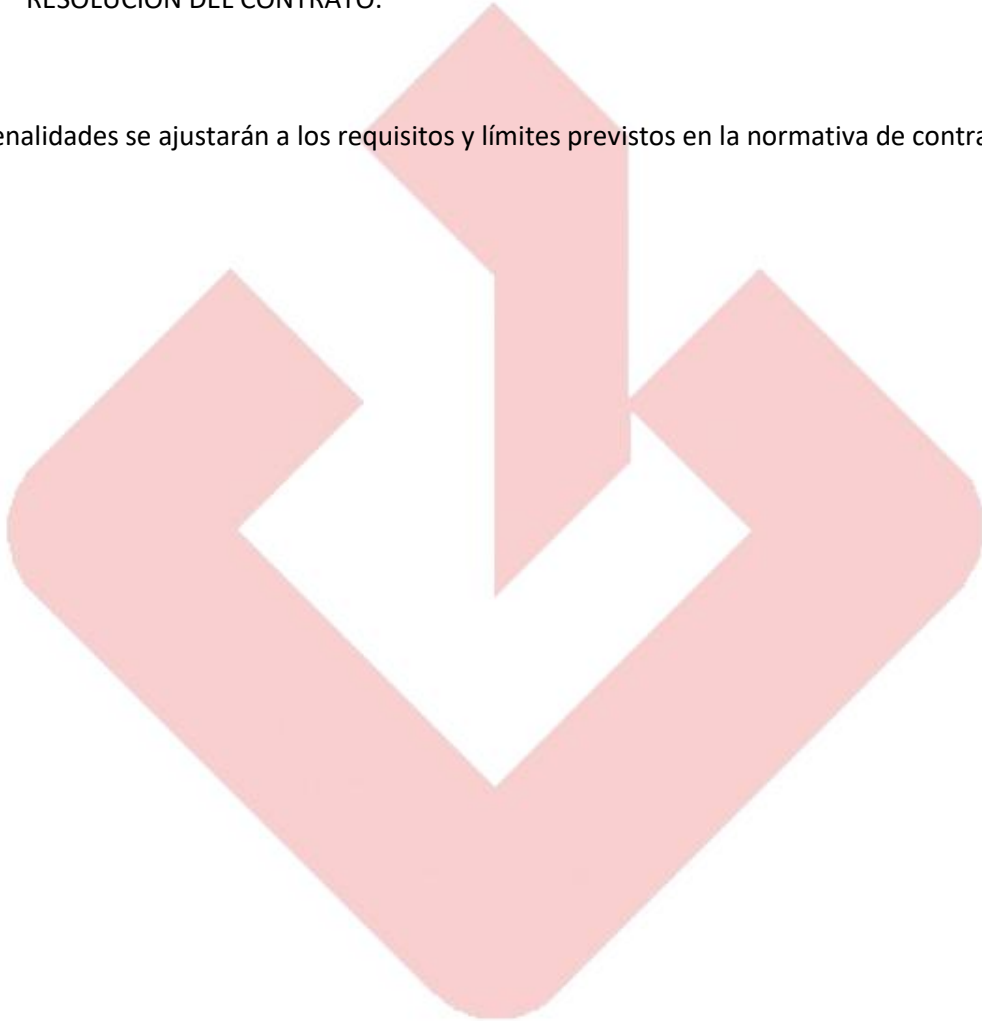 RESOLUCIÓN DEL CONTRATO.
enalidades se ajustarán a los requisitos y límites previstos en la normativa de contra